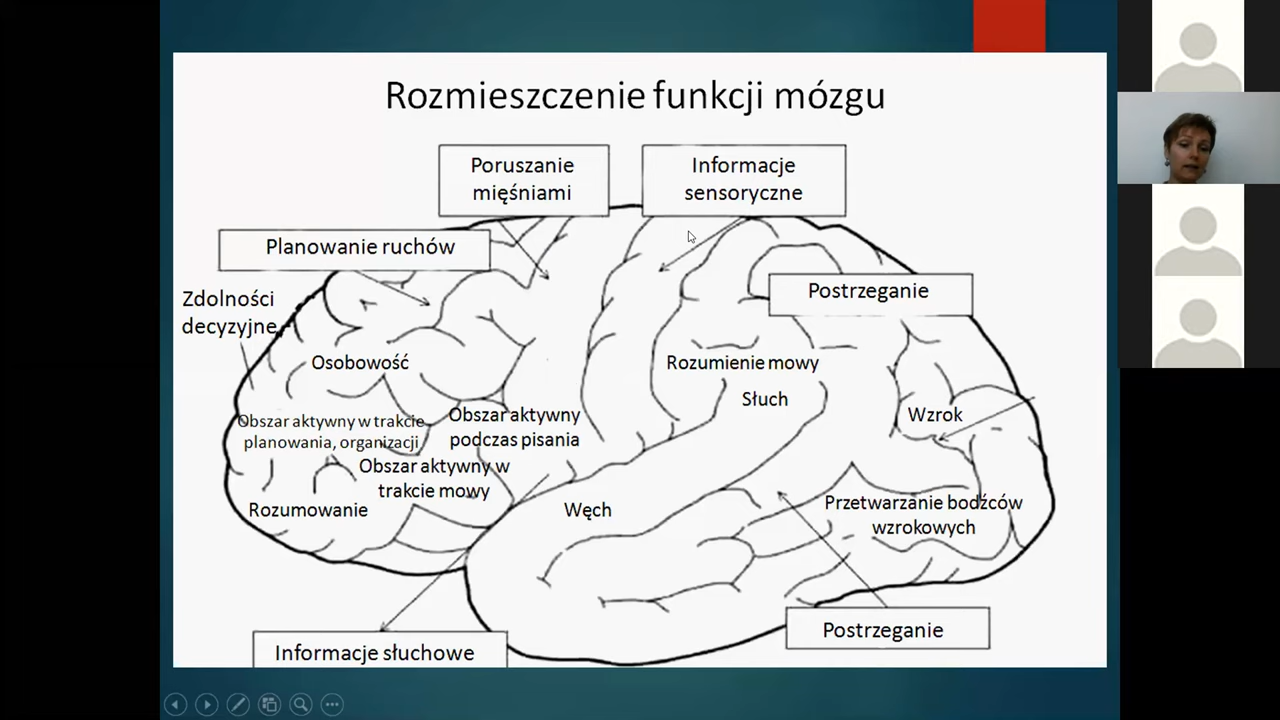 Rozmieszczenie funkcji mózgu
Poruszanie
mięśniami
Informacje
sensoryczne
Planowanie ruchów
Postrzeganie
Zdolności
decyzyjne
Osobowość
Rozumienie mowy
Słuch
Obszar aktywny w trakcie
planowania, organizacji
Obszar aktywny
podczas pisania
Wzrok
Obszar aktywny w
trakcie mowy
Rozumowanie
Węch
Przetwarzanie bodźców
wzrokowych
Postrzeganie
Informacje słuchowe